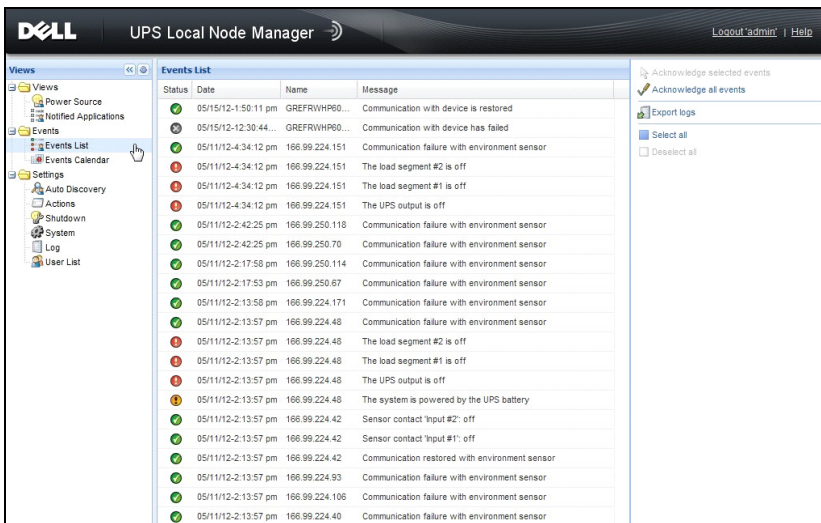 DELL UPS Local Node Manager Logout 'admin' | Help
Views
Views
Power Source
Notified Applications
Events
Events List
Events Calendar
Settings
Auto Discovery
Actions
Shutdown
System
Log
User List
Events List
Status Date Name Message
05/15/12-1:50:11 pm GREFRWHP60... Communication with device is restored
05/15/12-12:30:44... GREFRWHP60... Communication with device has failed
05/11/12-4:34:12 pm 166.99.224.151 Communication failure with environment sensor
05/11/12-4:34:12 pm 166.99.224.151 The load segment #2 is off
05/11/12-4:34:12 pm 166.99.224.151 The load segment #1 is off
05/11/12-4:34:12 pm 166.99.224.151 The UPS output is off
05/11/12-2:42:25 pm 166.99.250.118 Communication failure with environment sensor
05/11/12-2:42:25 pm 166.99.250.70 Communication failure with environment sensor
05/11/12-2:17:58 pm 166.99.250.114 Communication failure with environment sensor
05/11/12-2:17:53 pm 166.99.250.67 Communication failure with environment sensor
05/11/12-2:13:58 pm 166.99.224.171 Communication failure with environment sensor
05/11/12-2:13:57 pm 166.99.224.48 Communication failure with environment sensor
05/11/12-2:13:57 pm 166.99.224.48 The load segment #2 is off
05/11/12-2:13:57 pm 166.99.224.48 The load segment #1 is off
05/11/12-2:13:57 pm 166.99.224.48 The UPS output is off
05/11/12-2:13:57 pm 166.99.224.48 The system is powered by the UPS battery
05/11/12-2:13:57 pm 166.99.224.42 Sensor contact 'Input #2': off
05/11/12-2:13:57 pm 166.99.224.42 Sensor contact 'Input #1': off
05/11/12-2:13:57 pm 166.99.224.42 Communication restored with environment sensor
05/11/12-2:13:57 pm 166.99.224.93 Communication failure with environment sensor
05/11/12-2:13:57 pm 166.99.224.106 Communication failure with environment sensor
05/11/12-2:13:57 pm 166.99.224.40 Communication failure with environment sensor
Acknowledge selected events
Acknowledge all events
Export logs
Select all
Deselect all